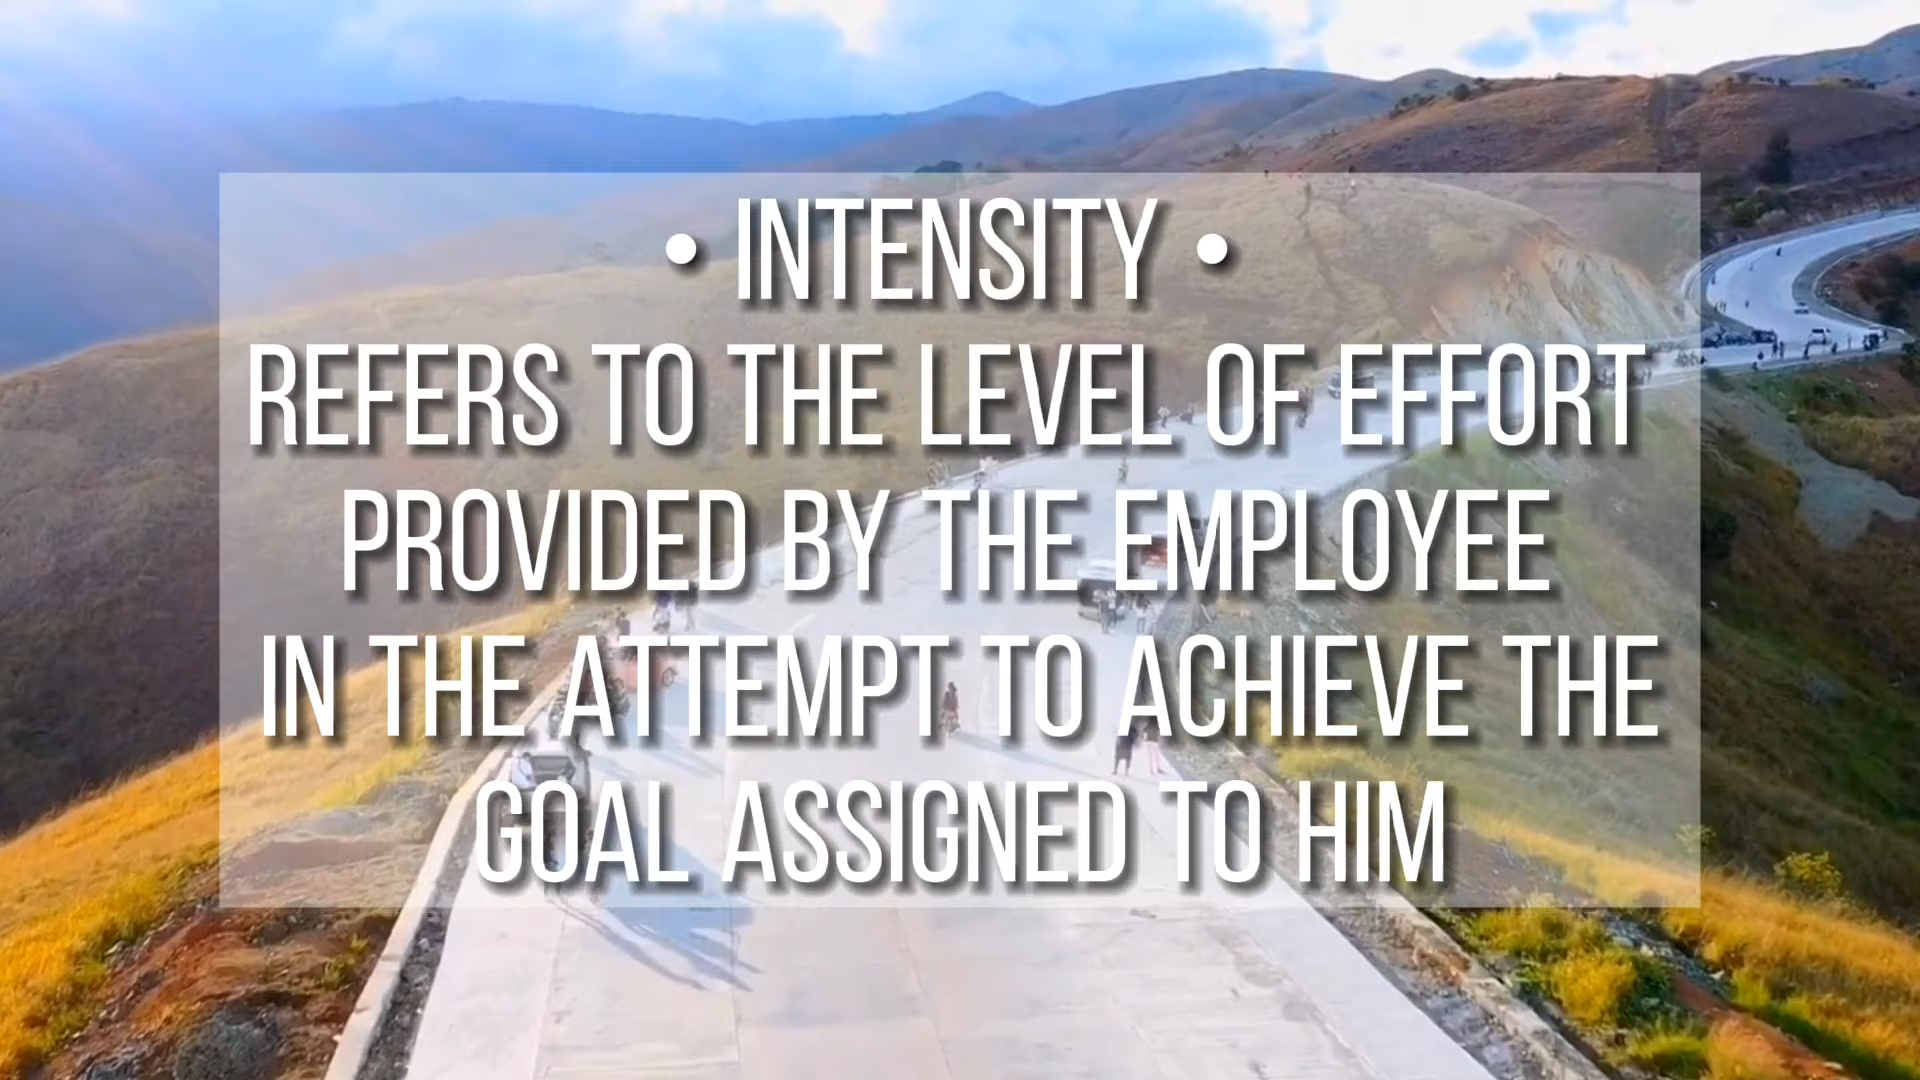 • INTENSITY •
REFERS TO THE LEVEL OF EFFORT
PROVIDED BY THE EMPLOYEE
IN THE ATTEMPT TO ACHIEVE THE
GOAL ASSIGNED TO HIM